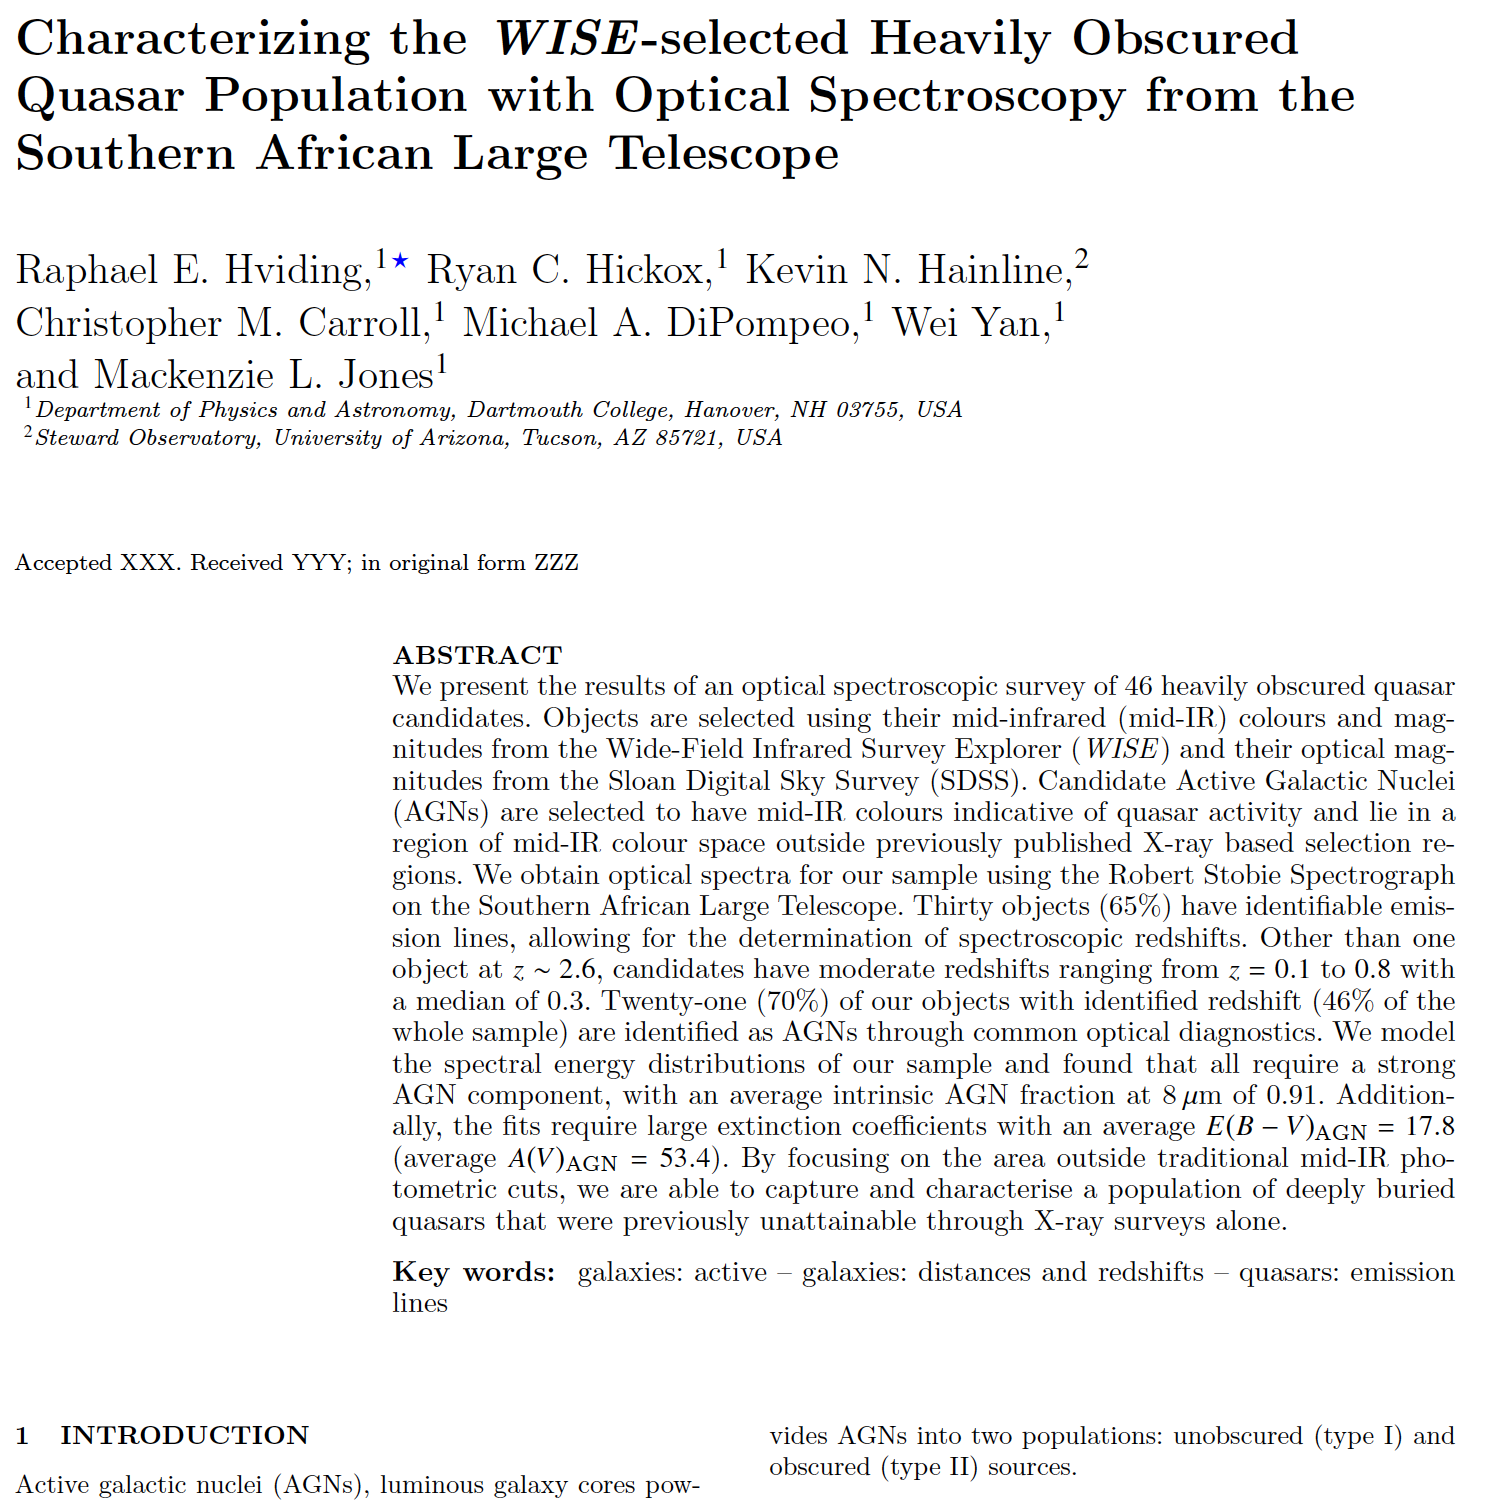 Characterizing the WISE-selected Heavily Obscured
Quasar Population with Optical Spectroscopy from the
Southern African Large Telescope
Raphael E. Hviding,1★ Ryan C. Hickox,1 Kevin N. Hainline,2
Christopher M. Carroll,1 Michael A. DiPompeo,1 Wei Yan,1
and Mackenzie L. Jones1
1 Department of Physics and Astronomy, Dartmouth College, Hanover, NH 03755, USA
2 Steward Observatory, University of Arizona, Tucson, AZ 85721, USA
Accepted XXX. Received YYY; in original form ZZZ
ABSTRACT
We present the results of an optical spectroscopic survey of 46 heavily obscured quasar
candidates. Objects are selected using their mid-infrared (mid-IR) colours and mag-
nitudes from the Wide-Field Infrared Survey Explorer (WISE) and their optical mag-
nitudes from the Sloan Digital Sky Survey (SDSS). Candidate Active Galactic Nuclei
(AGNs) are selected to have mid-IR colours indicative of quasar activity and lie in a
region of mid-IR colour space outside previously published X-ray based selection re-
gions. We obtain optical spectra for our sample using the Robert Stobie Spectrograph
on the Southern African Large Telescope. Thirty objects (65%) have identifiable emis-
sion lines, allowing for the determination of spectroscopic redshifts. Other than one
object at z ~ 2.6, candidates have moderate redshifts ranging from z = 0.1 to 0.8 with
a median of 0.3. Twenty-one (70%) of our objects with identified redshift (46% of the
whole sample) are identified as AGNs through common optical diagnostics. We model
the spectral energy distributions of our sample and found that all require a strong
AGN component, with an average intrinsic AGN fraction at 8 μm of 0.91. Addition-
ally, the fits require large extinction coefficients with an average E(B − V)AGN = 17.8
(average A(V)AGN = 53.4). By focusing on the area outside traditional mid-IR pho-
tometric cuts, we are able to capture and characterise a population of deeply buried
quasars that were previously unattainable through X-ray surveys alone.
Key words: galaxies: active – galaxies: distances and redshifts – quasars: emission
lines
1 INTRODUCTION
Active galactic nuclei (AGNs), luminous galaxy cores pow-
vides AGNs into two populations: unobscured (type I) and
obscured (type II) sources.